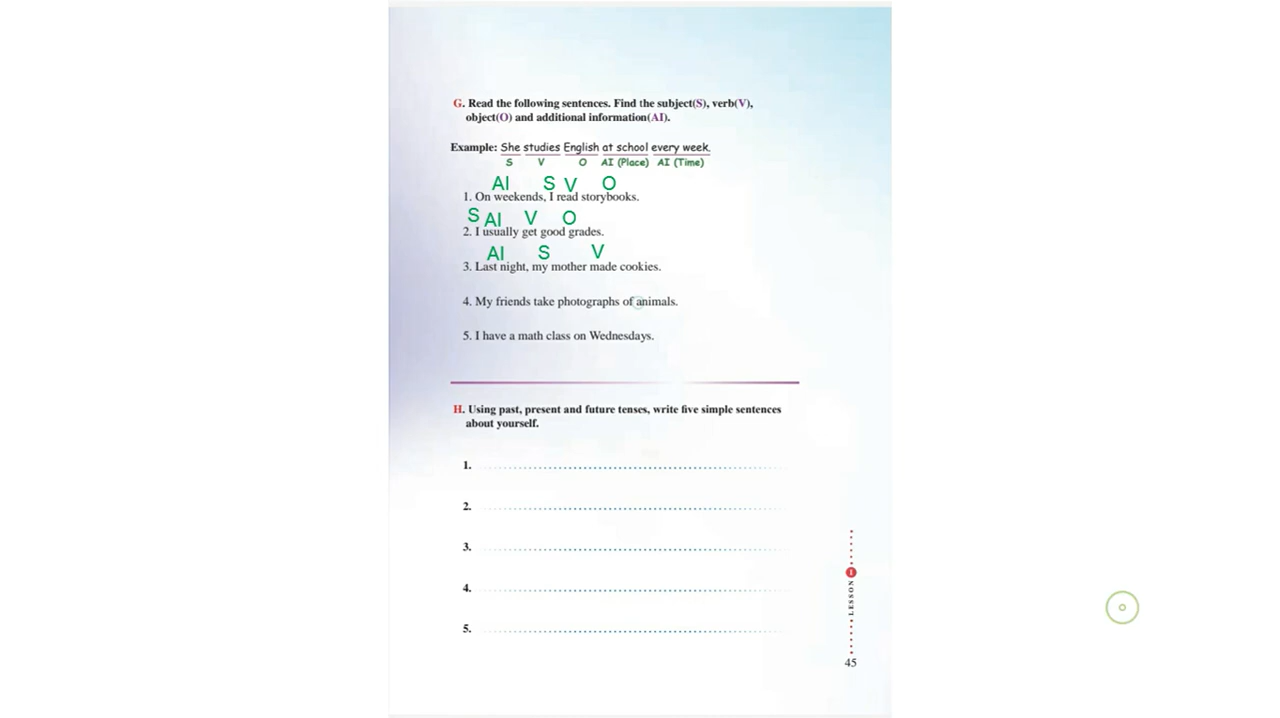 G. Read the following sentences. Find the subject(S), verb(V),
object(O) and additional information(AI).
Example: She studies English at school every week.
S V O AI (Place) AI (Time)
AI S V O
1. On weekends, I read storybooks.
S AI V O
2. I usually get good grades.
AI S V
3. Last night, my mother made cookies.
4. My friends take photographs of animals.
5. I have a math class on Wednesdays.
H. Using past, present and future tenses, write five simple sentences
about yourself.
1.
2.
3.
4.
5.
LESSON 1
45